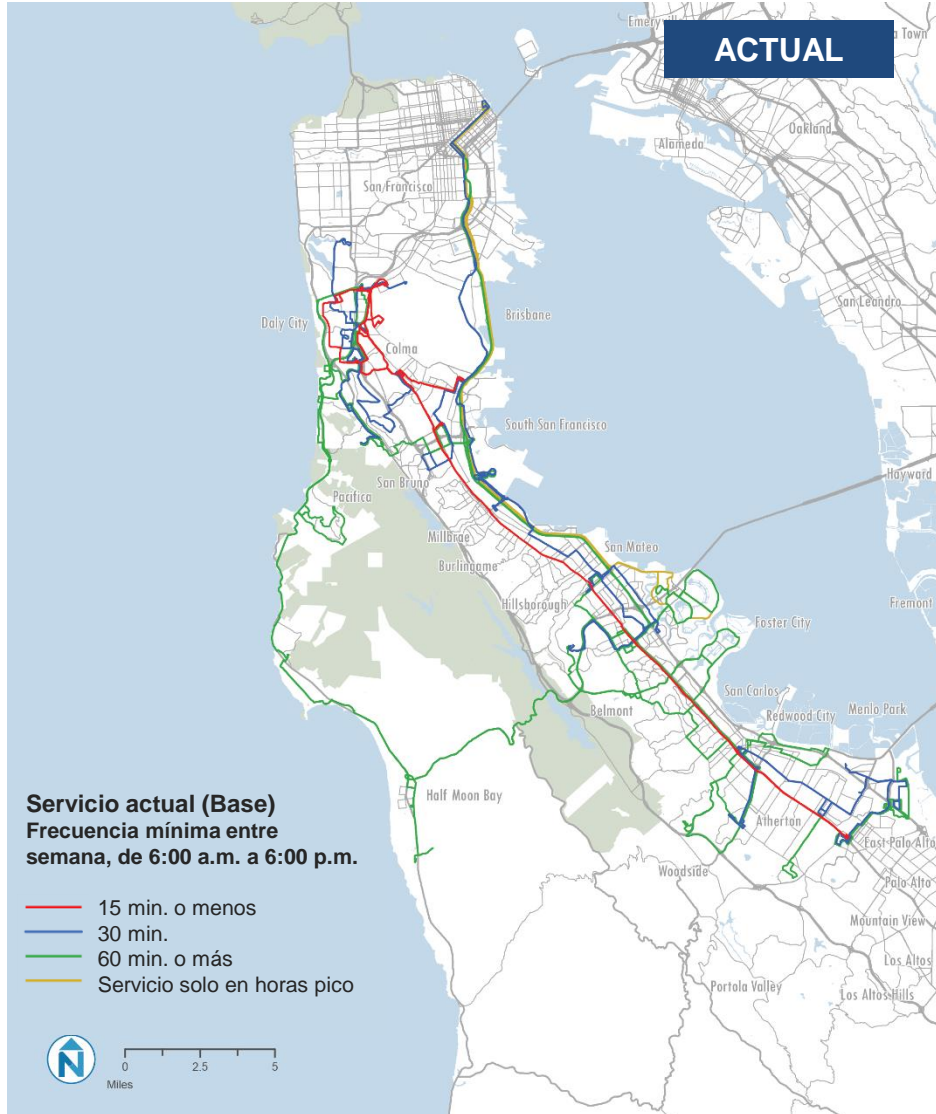 Emeryville
Town
ACTUAL
Oakland
Alameda
San Francisco
San Leandro
Daly City
Brisbane
Colma
South San Francisco
Hayward
San Bruno
Pacifica
Millbrae
San Mateo
Burlingame
Hillsborough
Fremont
Foster City
San Carlos
Menlo Park
Belmont
Redwood City
Half Moon Bay
Atherton
East Palo Alto
Woodside
Palo Alto
Mountain View
Los Altos
Portola Valley
Los Altos Hills
Servicio actual (Base)
Frecuencia mínima entre
semana, de 6:00 a.m. a 6:00 p.m.
15 min. o menos
30 min.
60 min. o más
Servicio solo en horas pico
N
0 2.5 5
Miles